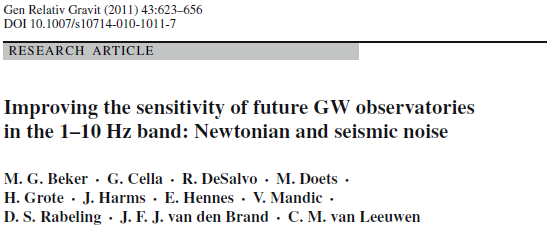 Gen Relativ Gravit (2011) 43:623–656
DOI 10.1007/s10714-010-1011-7
RESEARCH ARTICLE
Improving the sensitivity of future GW observatories
in the 1–10 Hz band: Newtonian and seismic noise
M. G. Beker · G. Cella · R. DeSalvo · M. Doets ·
H. Grote · J. Harms · E. Hennes · V. Mandic ·
D. S. Rabeling · J. F. J. van den Brand · C. M. van Leeuwen